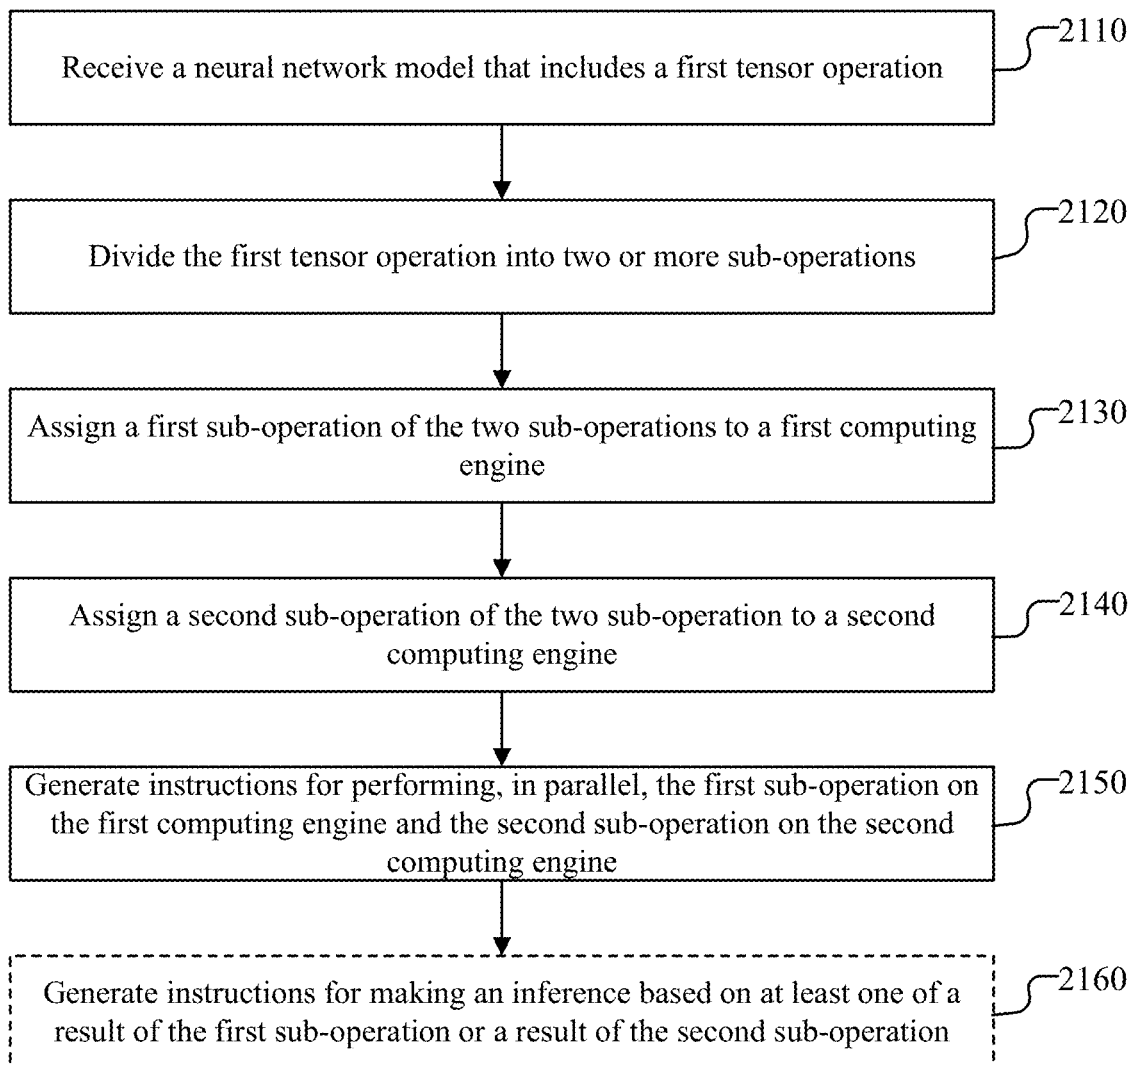 2110
Receive a neural network model that includes a first tensor operation
2120
Divide the first tensor operation into two or more sub-operations
2130
Assign a first sub-operation of the two sub-operations to a first computing
engine
2140
Assign a second sub-operation of the two sub-operation to a second
computing engine
2150
Generate instructions for performing, in parallel, the first sub-operation on
the first computing engine and the second sub-operation on the second
computing engine
2160
Generate instructions for making an inference based on at least one of a
result of the first sub-operation or a result of the second sub-operation